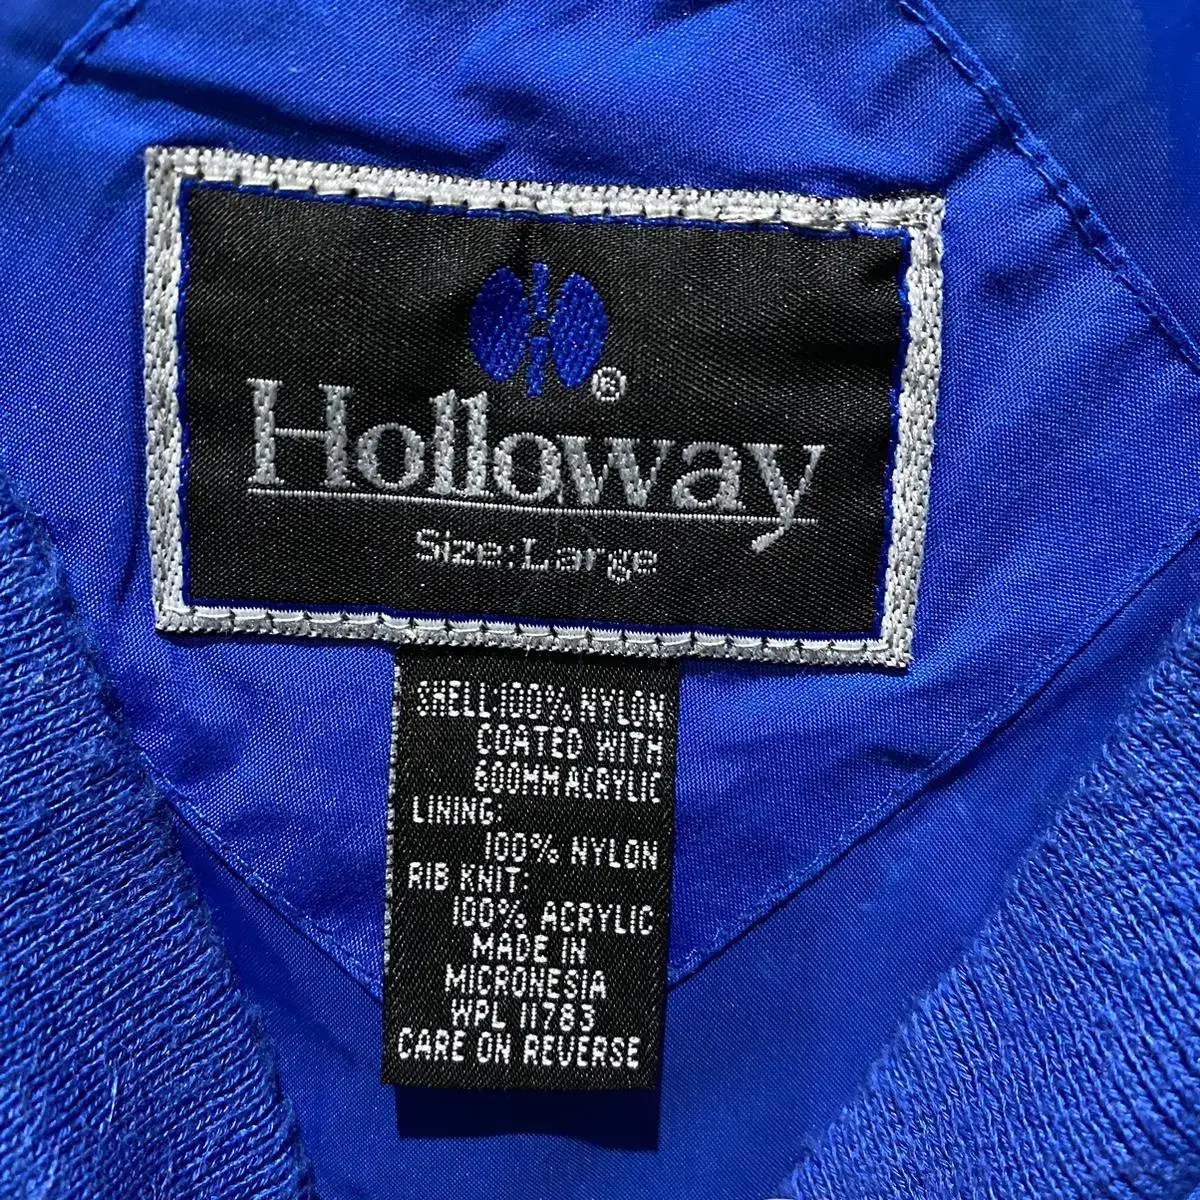 ®
Holloway
Size:Large
SHELL:100% NYLON
COATED WITH
600MM ACRYLIC
LINING:
100% NYLON
RIB KNIT:
100% ACRYLIC
MADE IN
MICRONESIA
WPL 11783
CARE ON REVERSE